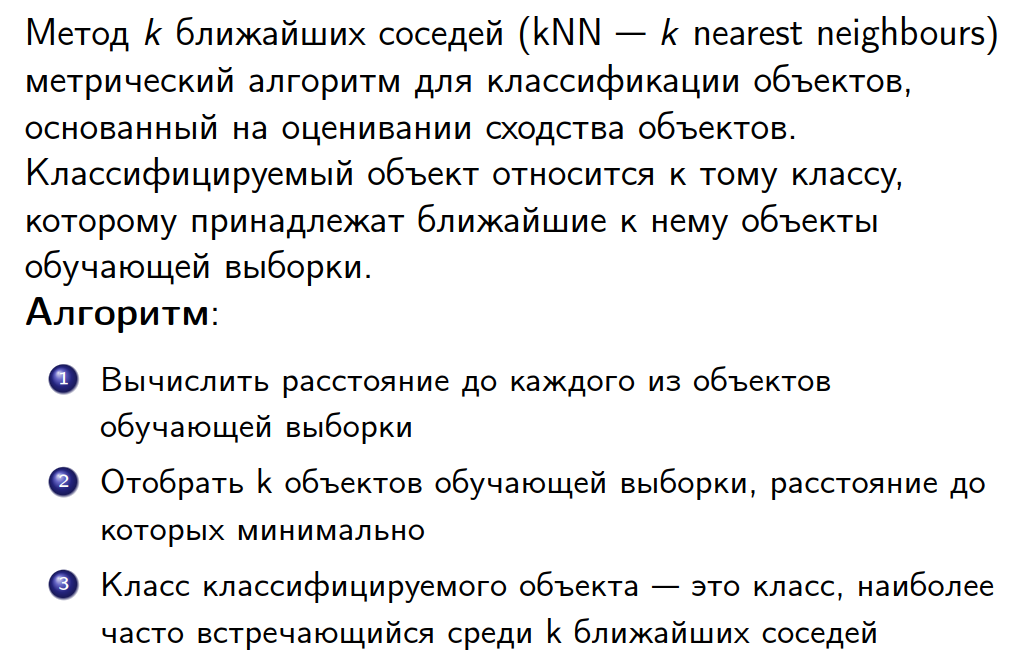 Метод k ближайших соседей (kNN — k nearest neighbours)
метрический алгоритм для классификации объектов,
основанный на оценивании сходства объектов.
Классифицируемый объект относится к тому классу,
которому принадлежат ближайшие к нему объекты
обучающей выборки.
Алгоритм:
1 Вычислить расстояние до каждого из объектов
обучающей выборки
2 Отобрать k объектов обучающей выборки, расстояние до
которых минимально
3 Класс классифицируемого объекта — это класс, наиболее
часто встречающийся среди k ближайших соседей